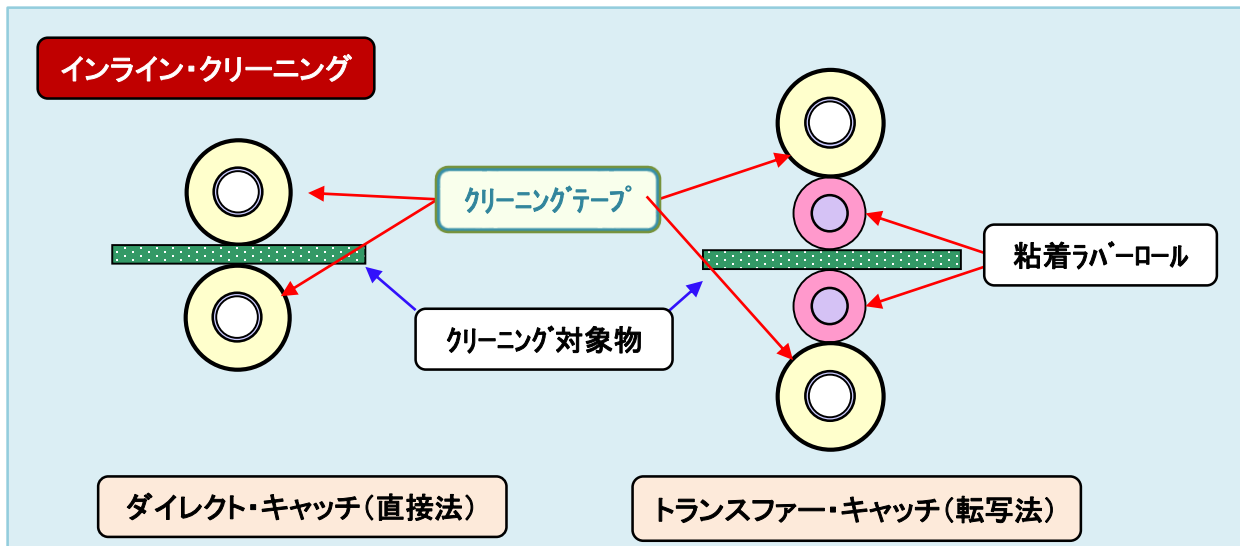 インライン・クリーニング
クリーニングテープ
粘着ラバーロール
クリーニング対象物
ダイレクト・キャッチ(直接法)
トランスファー・キャッチ(転写法)